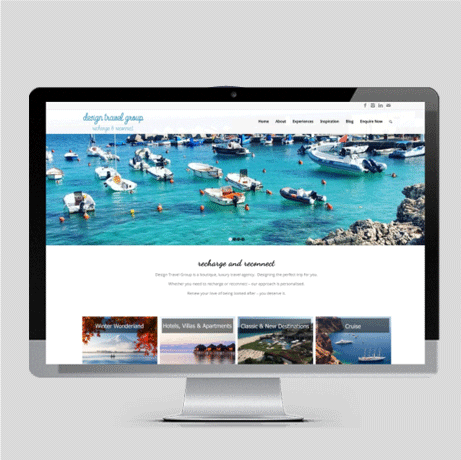 design travel group
recharge & reconnect
Home About Experiences Inspiration Blog Enquire Now
recharge and reconnect
Design Travel Group is a boutique, luxury travel agency. Designing the perfect trip for you.
Whether you need to recharge or reconnect – our approach is personalised.
Renew your love of being looked after - you deserve it.
Winter Wonderland
Hotels, Villas & Apartments
Classic & New Destinations
Cruise